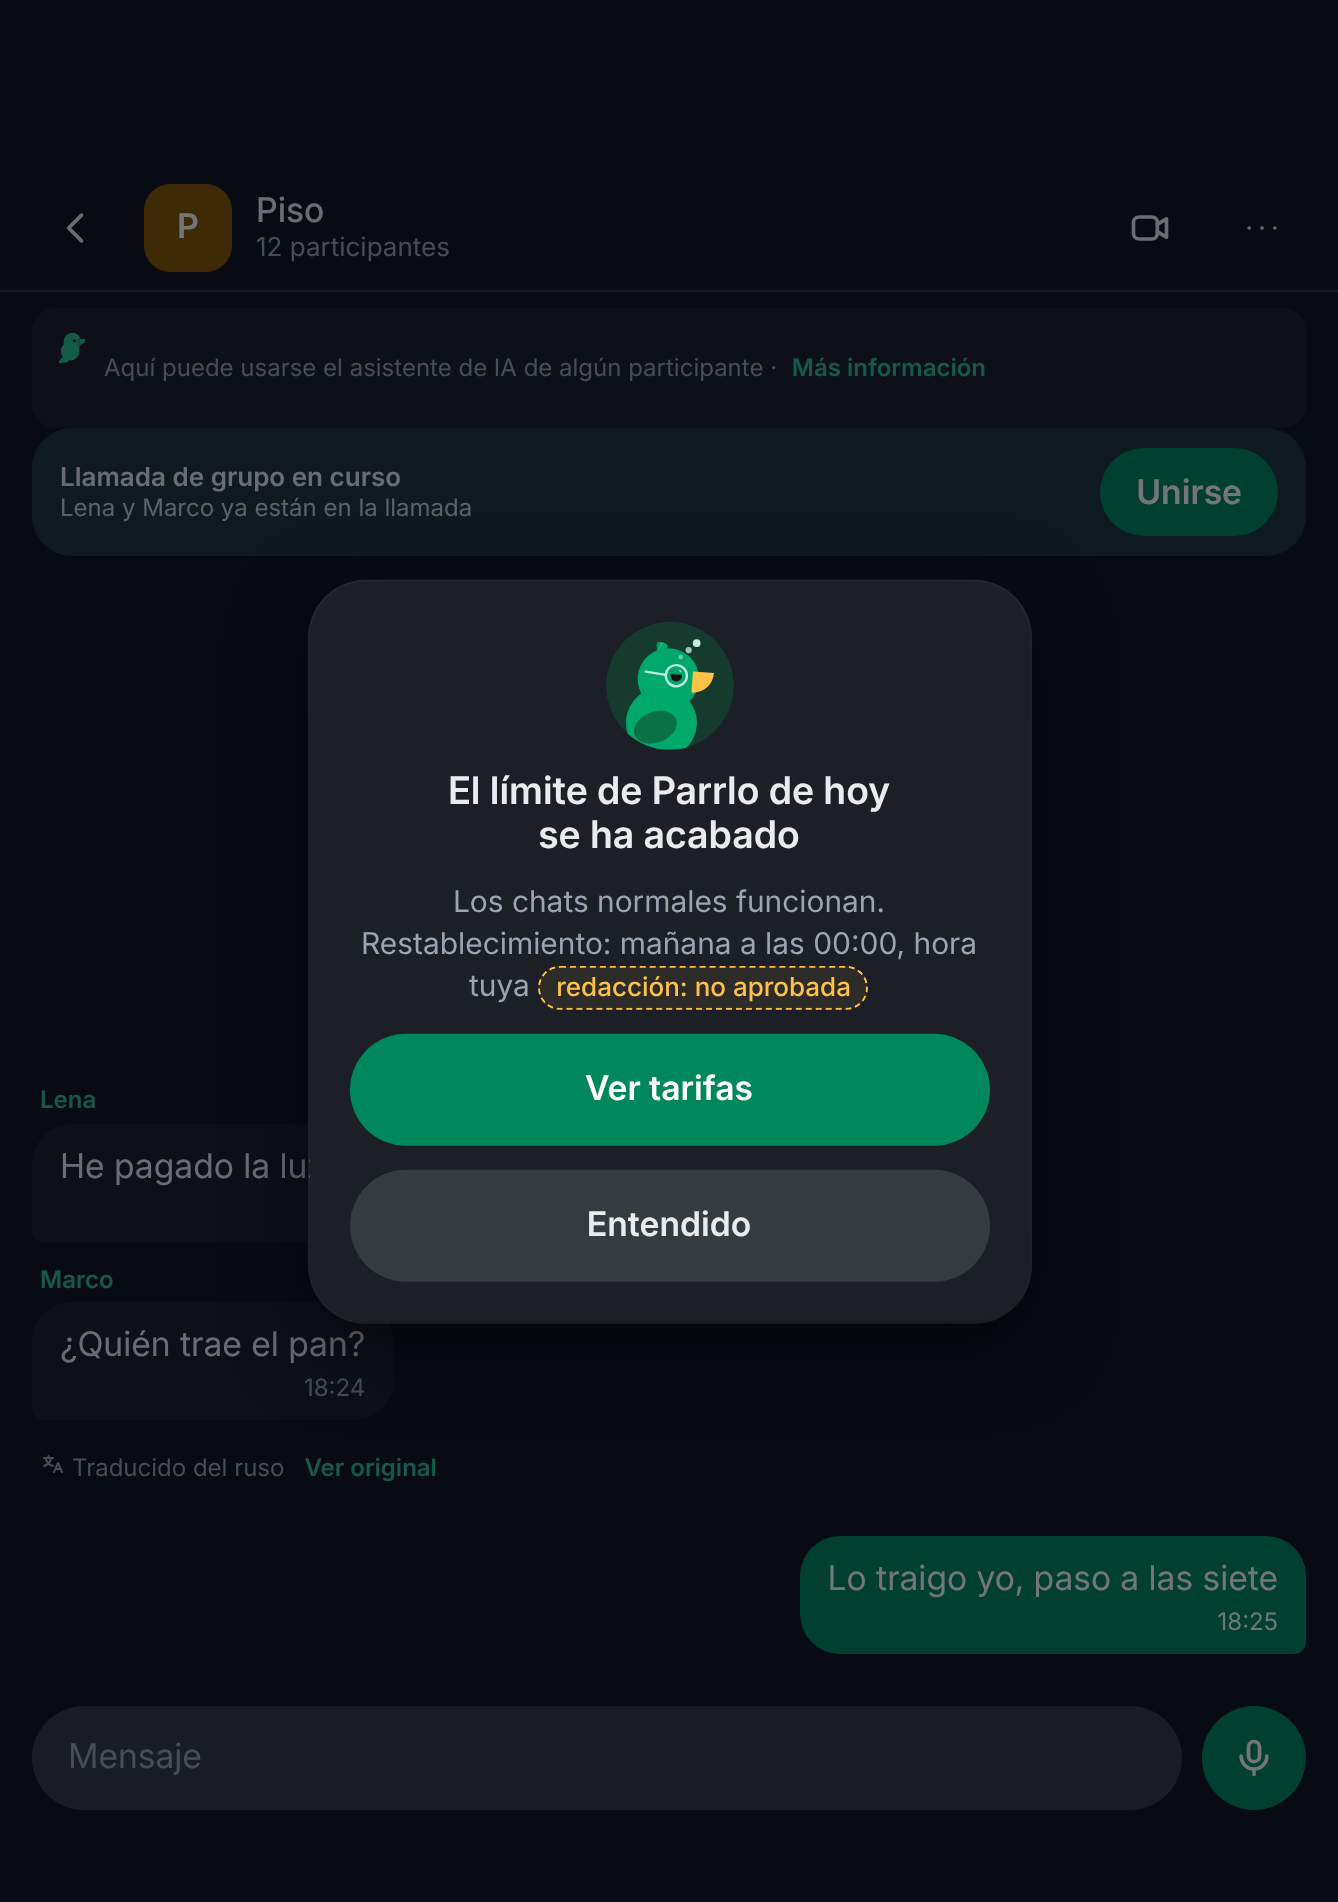 P
Piso
12 participantes
Aquí puede usarse el asistente de IA de algún participante · Más información
Llamada de grupo en curso
Lena y Marco ya están en la llamada
Unirse
El límite de Parrlo de hoy
se ha acabado
Los chats normales funcionan.
Restablecimiento: mañana a las 00:00, hora
tuya redacción: no aprobada
Ver tarifas
Entendido
Lena
He pagado la
Marco
¿Quién trae el pan?
18:24
Traducido del ruso Ver original
Lo traigo yo, paso a las siete
18:25
Mensaje